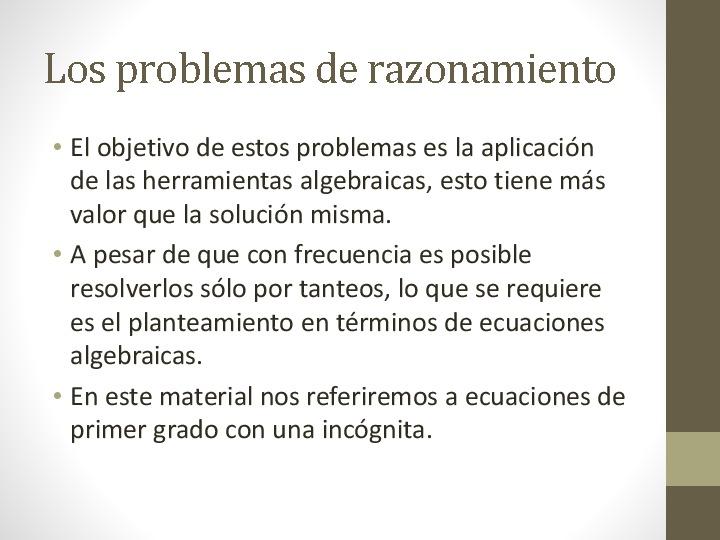 Los problemas de razonamiento
• El objetivo de estos problemas es la aplicación
de las herramientas algebraicas, esto tiene más
valor que la solución misma.
• A pesar de que con frecuencia es posible
resolverlos sólo por tanteos, lo que se requiere
es el planteamiento en términos de ecuaciones
algebraicas.
• En este material nos referiremos a ecuaciones de
primer grado con una incógnita.